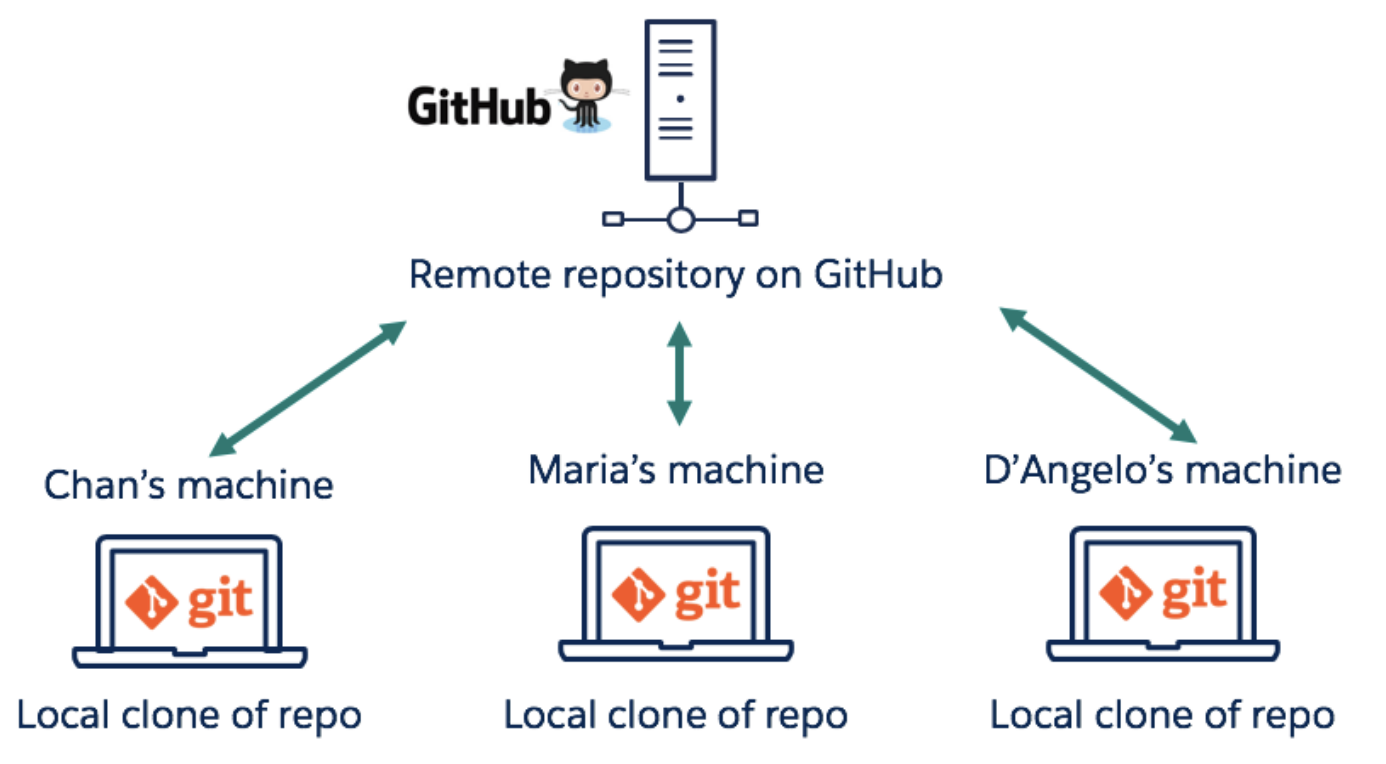 GitHub
Remote repository on GitHub
Chan’s machine
Maria’s machine
D’Angelo’s machine
git
git
git
Local clone of repo
Local clone of repo
Local clone of repo